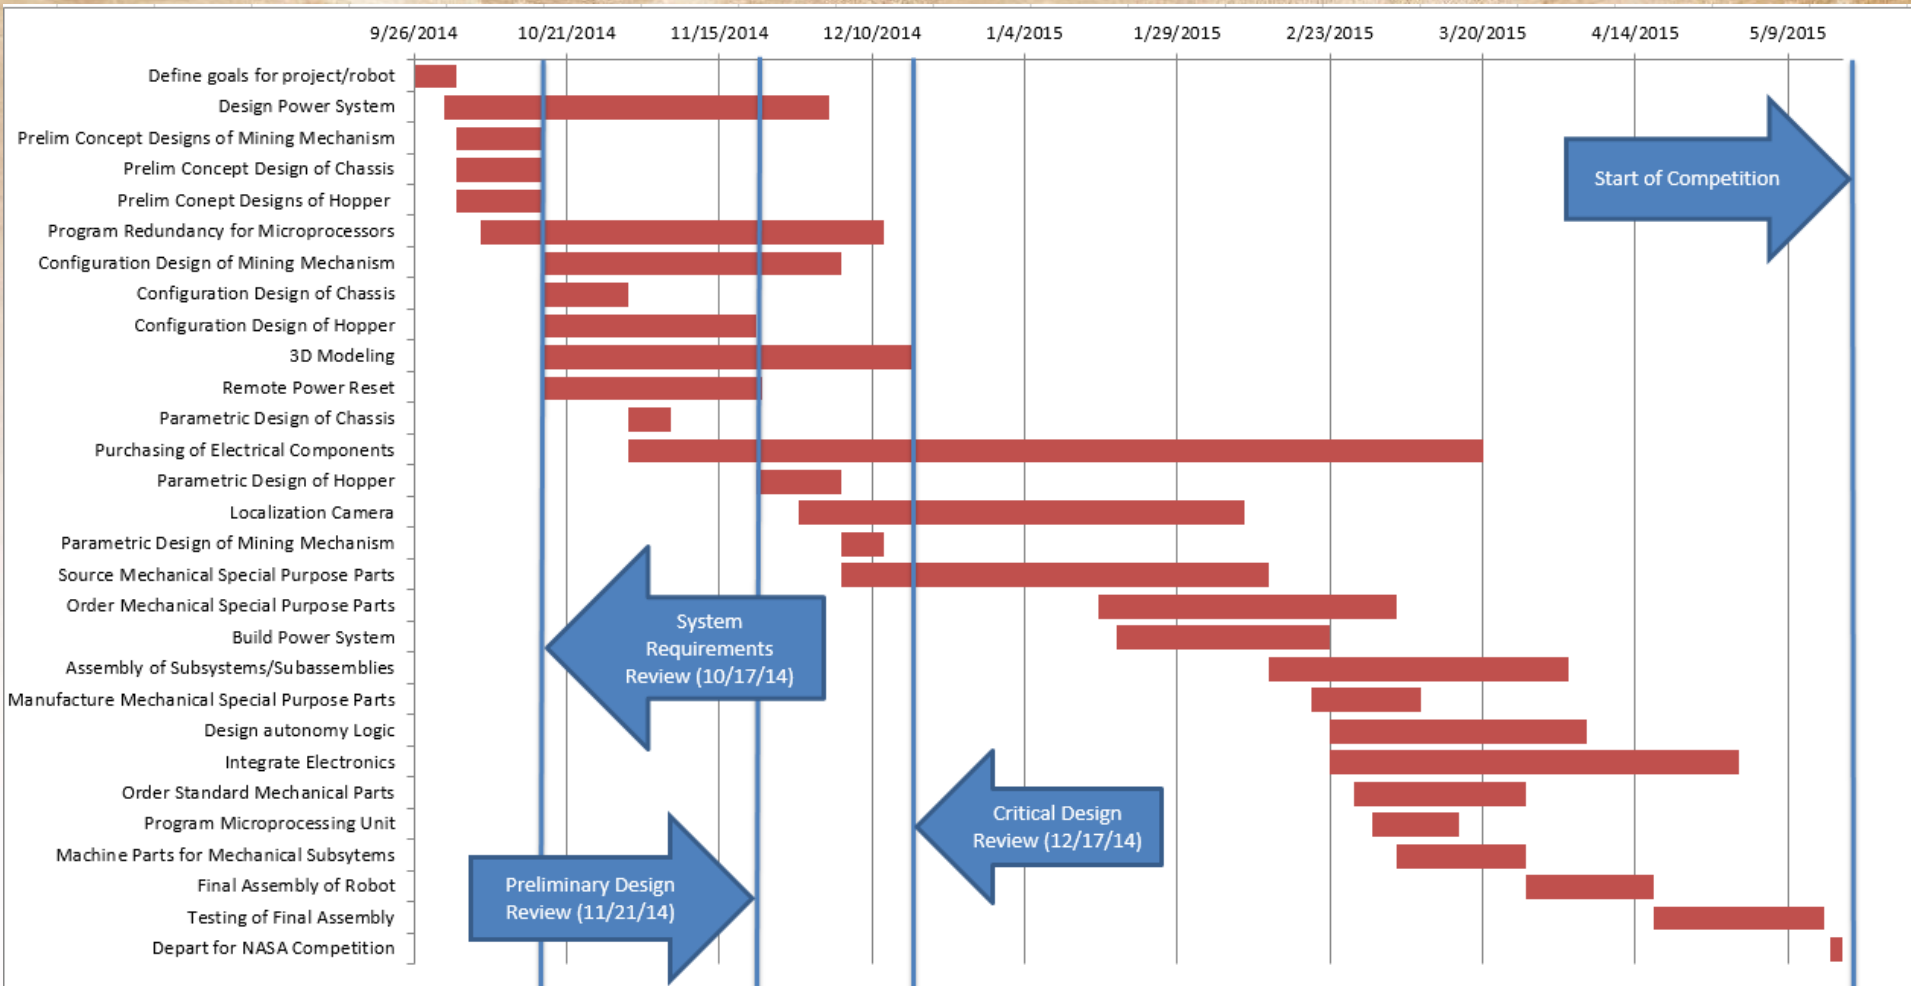 9/26/2014 10/21/2014 11/15/2014 12/10/2014 1/4/2015 1/29/2015 2/23/2015 3/20/2015 4/14/2015 5/9/2015
Define goals for project/robot
Design Power System
Prelim Concept Designs of Mining Mechanism
Prelim Concept Design of Chassis
Prelim Conept Designs of Hopper
Program Redundancy for Microprocessors
Configuration Design of Mining Mechanism
Configuration Design of Chassis
Configuration Design of Hopper
3D Modeling
Remote Power Reset
Parametric Design of Chassis
Purchasing of Electrical Components
Parametric Design of Hopper
Localization Camera
Parametric Design of Mining Mechanism
Source Mechanical Special Purpose Parts
Order Mechanical Special Purpose Parts
Build Power System
Assembly of Subsystems/Subassemblies
Manufacture Mechanical Special Purpose Parts
Design autonomy Logic
Integrate Electronics
Order Standard Mechanical Parts
Program Microprocessing Unit
Machine Parts for Mechanical Subsytems
Final Assembly of Robot
Testing of Final Assembly
Depart for NASA Competition
Start of Competition
System
Requirements
Review (10/17/14)
Critical Design
Review (12/17/14)
Preliminary Design
Review (11/21/14)